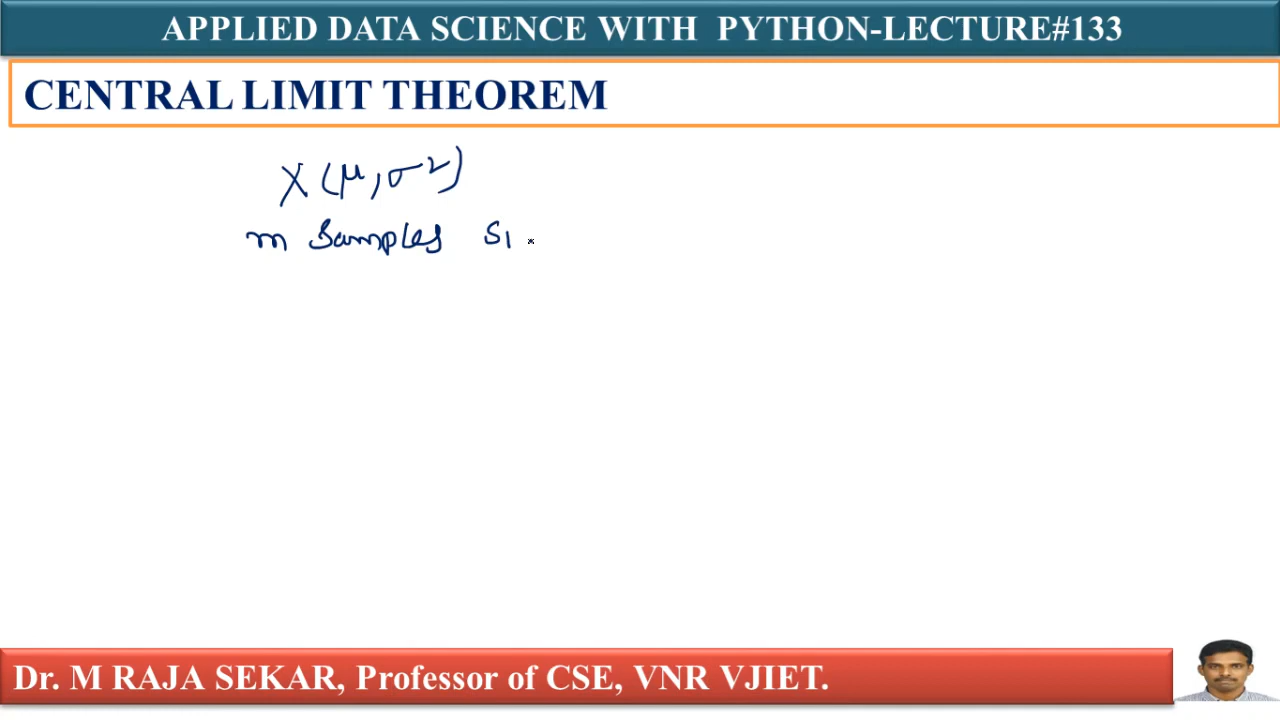 APPLIED DATA SCIENCE WITH PYTHON-LECTURE#133
CENTRAL LIMIT THEOREM
X (μ, σ²)
m Samples S1
Dr. M RAJA SEKAR, Professor of CSE, VNR VJIET.